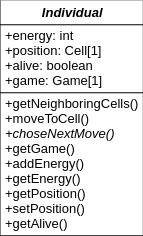 Individual
+energy: int
+position: Cell[1]
+alive: boolean
+game: Game[1]
+getNeighboringCells()
+moveToCell()
+choseNextMove()
+getGame()
+addEnergy()
+getEnergy()
+getPosition()
+setPosition()
+getAlive()